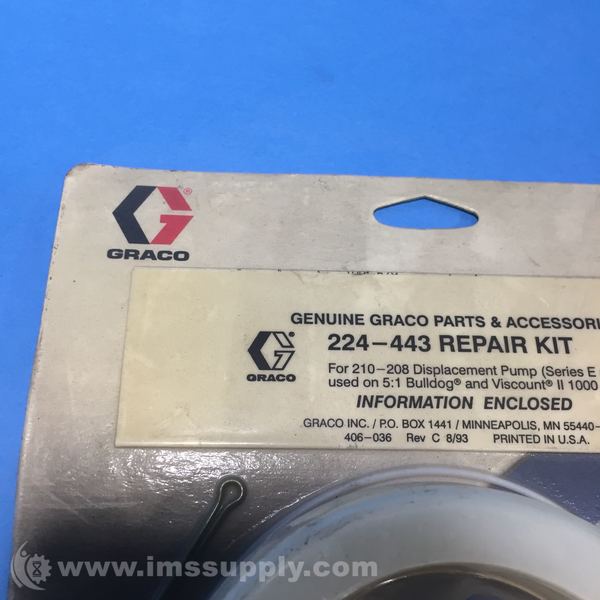 GRACO
GENUINE GRACO PARTS & ACCESSORI
224-443 REPAIR KIT
GRACO
For 210-208 Displacement Pump (Series E
used on 5:1 Bulldog® and Viscount® II 1000
INFORMATION ENCLOSED
GRACO INC. / P.O. BOX 1441 / MINNEAPOLIS, MN 55440-
406-036 Rev C 8/93 PRINTED IN U.S.A.
www.imssupply.com